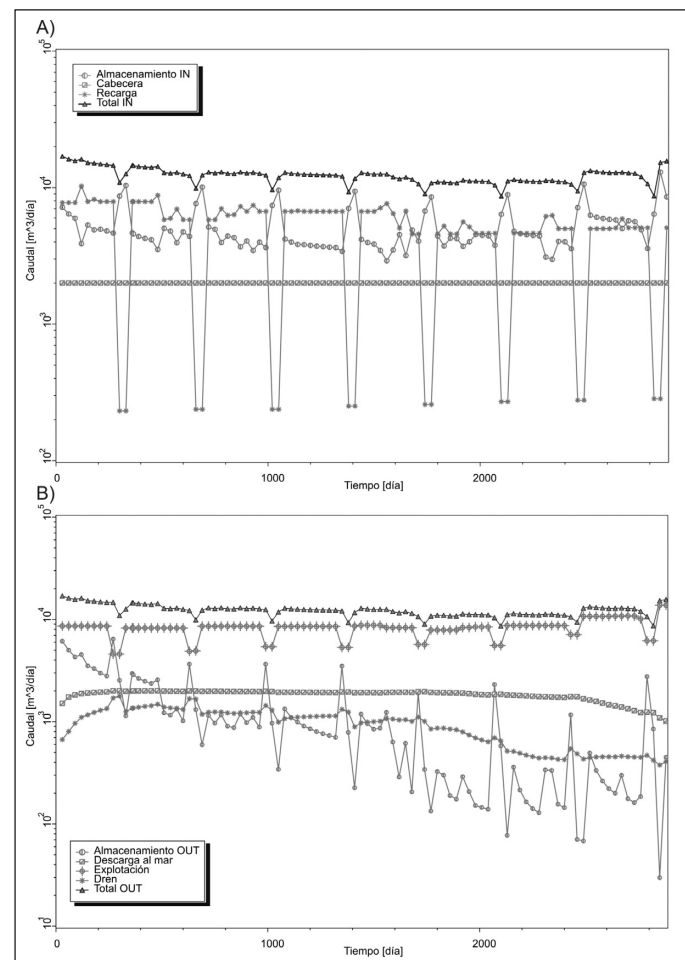 A)
10^5
Almacenamiento IN
Cabecera
Recarga
Total IN
10^4
Caudal [m^3/día]
10^3
10^2
0
1000
2000
Tiempo [día]
B)
10^5
10^4
Caudal [m^3/día]
10^3
10^2
Almacenamiento OUT
Descarga al mar
Explotación
Dren
Total OUT
10^1
0
1000
2000
Tiempo [día]